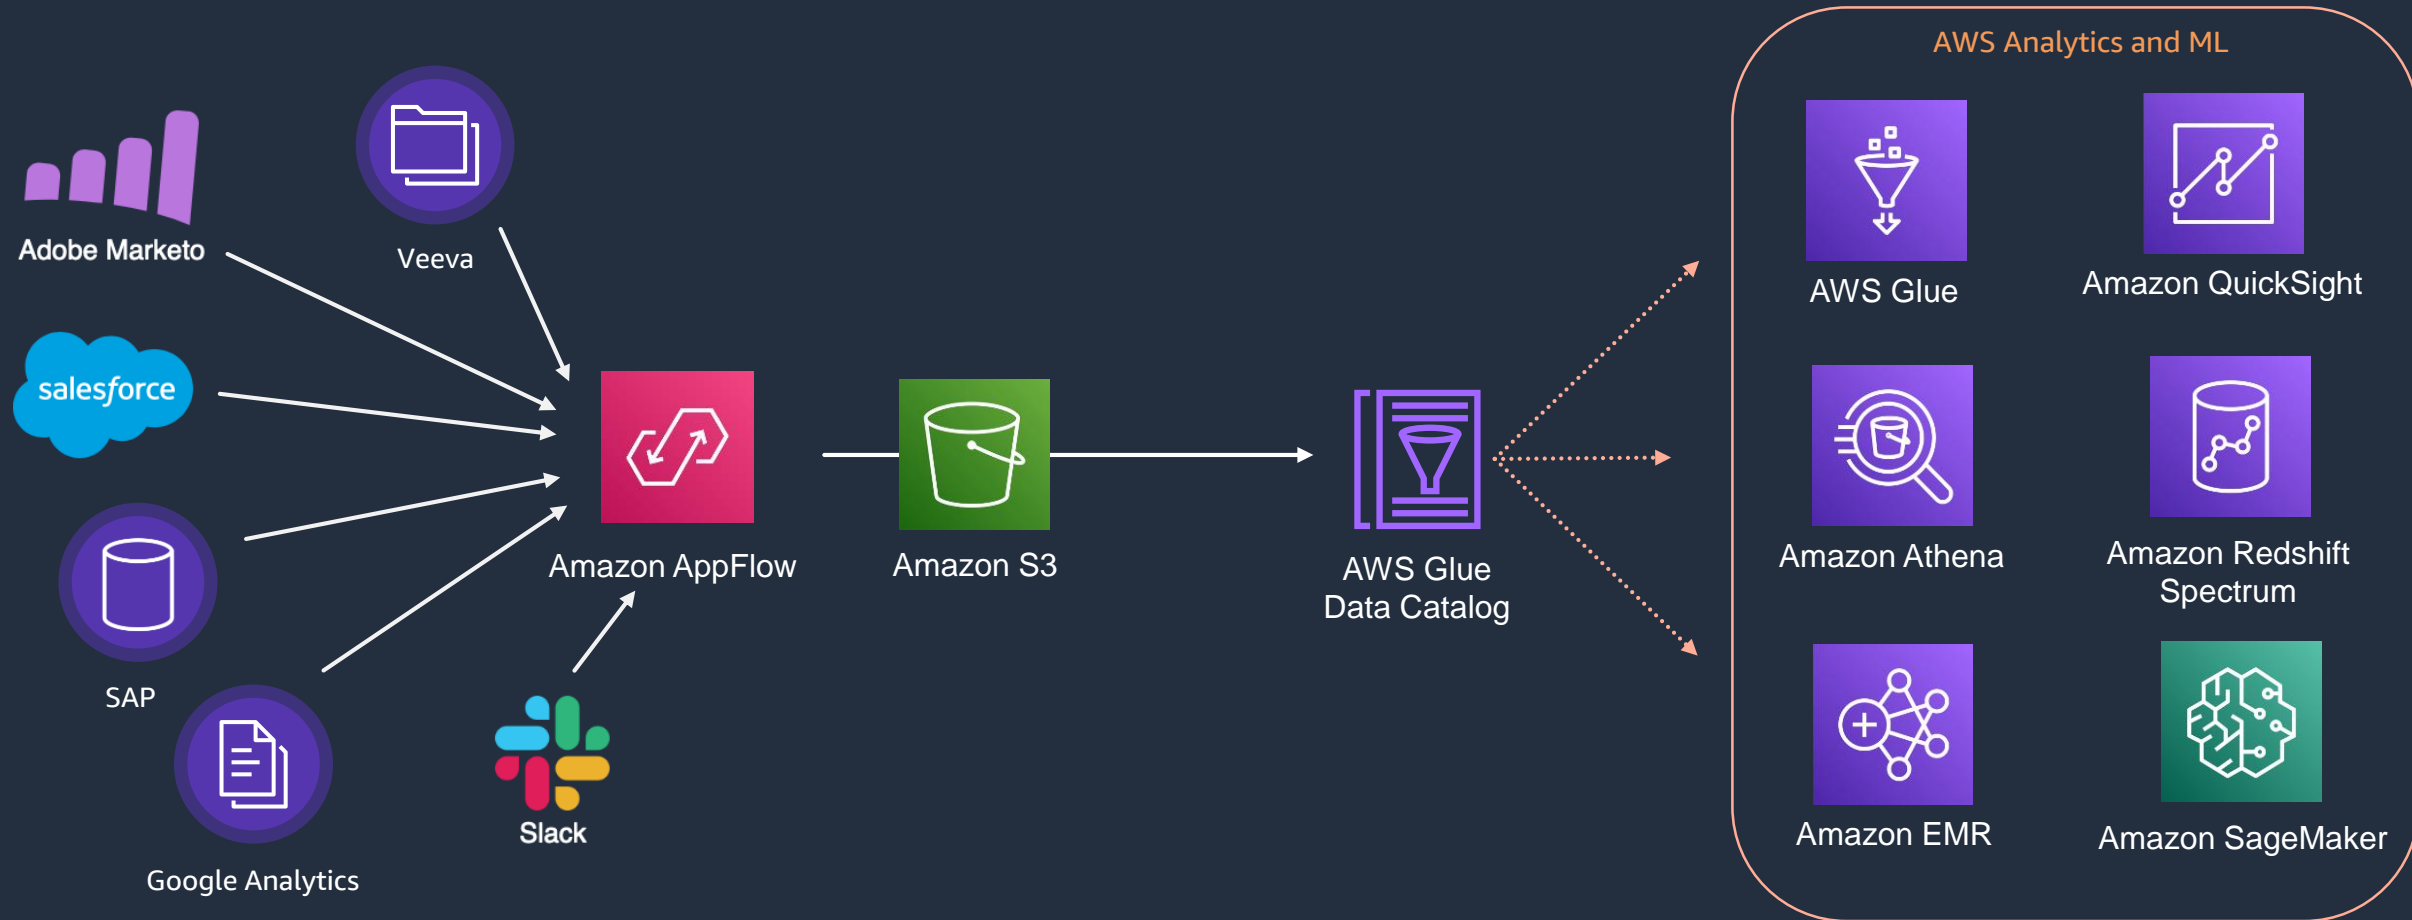 AWS Analytics and ML
Adobe Marketo
Veeva
salesforce
SAP
Google Analytics
Slack
Amazon AppFlow
Amazon S3
AWS Glue
Data Catalog
AWS Glue
Amazon QuickSight
Amazon Athena
Amazon Redshift
Spectrum
Amazon EMR
Amazon SageMaker